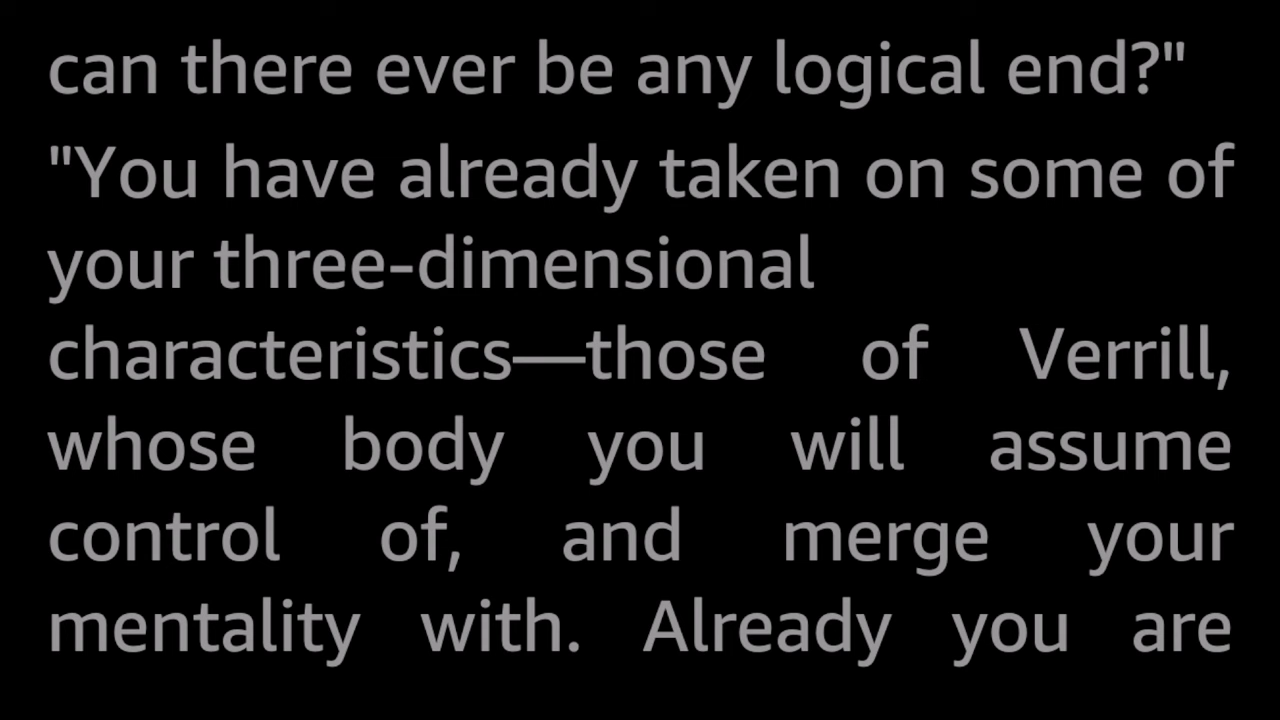 can there ever be any logical end?"
"You have already taken on some of
your three-dimensional
characteristics—those of Verrill,
whose body you will assume
control of, and merge your
mentality with. Already you are